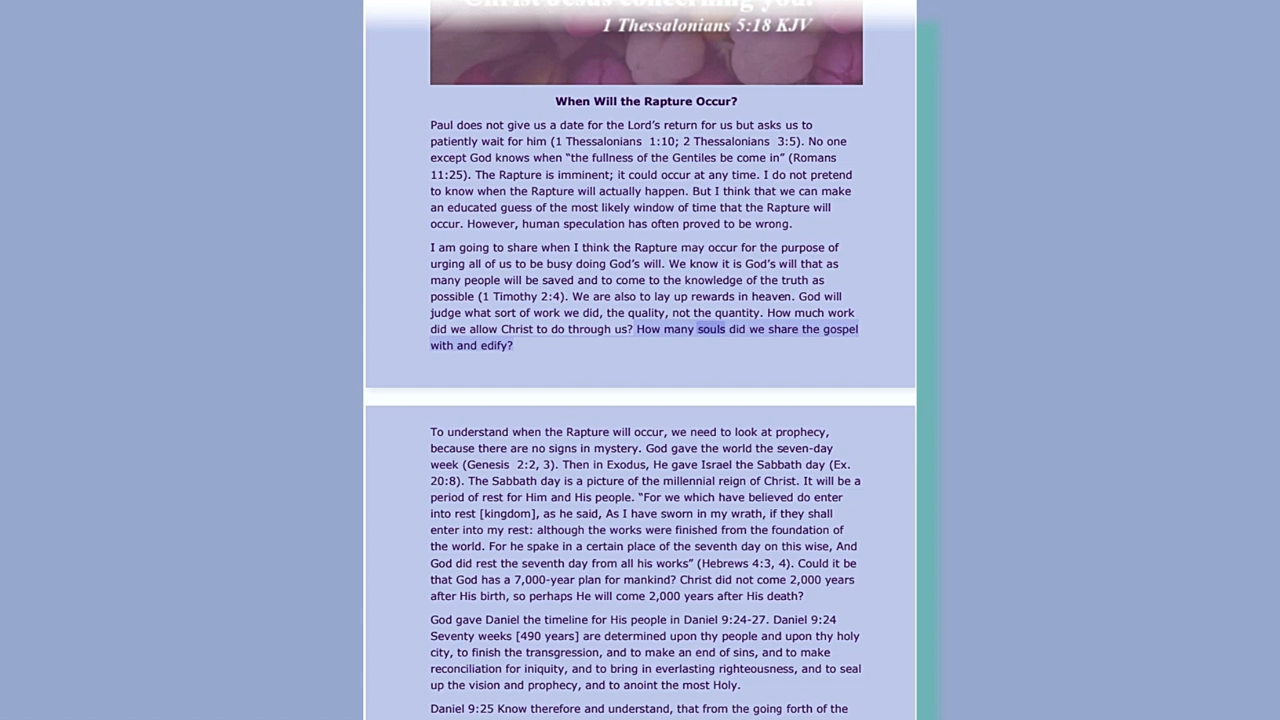 Christ Jesus concerning you.
1 Thessalonians 5:18 KJV
When Will the Rapture Occur?
Paul does not give us a date for the Lord’s return for us but asks us to
patiently wait for him (1 Thessalonians  1:10; 2 Thessalonians  3:5). No one
except God knows when “the fullness of the Gentiles be come in” (Romans
11:25). The Rapture is imminent; it could occur at any time. I do not pretend
to know when the Rapture will actually happen. But I think that we can make
an educated guess of the most likely window of time that the Rapture will
occur. However, human speculation has often proved to be wrong.
I am going to share when I think the Rapture may occur for the purpose of
urging all of us to be busy doing God’s will. We know it is God’s will that as
many people will be saved and to come to the knowledge of the truth as
possible (1 Timothy 2:4). We are also to lay up rewards in heaven. God will
judge what sort of work we did, the quality, not the quantity. How much work
did we allow Christ to do through us? How many souls did we share the gospel
with and edify?
To understand when the Rapture will occur, we need to look at prophecy,
because there are no signs in mystery. God gave the world the seven-day
week (Genesis  2:2, 3). Then in Exodus, He gave Israel the Sabbath day (Ex.
20:8). The Sabbath day is a picture of the millennial reign of Christ. It will be a
period of rest for Him and His people. “For we which have believed do enter
into rest [kingdom], as he said, As I have sworn in my wrath, if they shall
enter into my rest: although the works were finished from the foundation of
the world. For he spake in a certain place of the seventh day on this wise, And
God did rest the seventh day from all his works” (Hebrews 4:3, 4). Could it be
that God has a 7,000-year plan for mankind? Christ did not come 2,000 years
after His birth, so perhaps He will come 2,000 years after His death?
God gave Daniel the timeline for His people in Daniel 9:24-27. Daniel 9:24
Seventy weeks [490 years] are determined upon thy people and upon thy holy
city, to finish the transgression, and to make an end of sins, and to make
reconciliation for iniquity, and to bring in everlasting righteousness, and to seal
up the vision and prophecy, and to anoint the most Holy.
Daniel 9:25 Know therefore and understand, that from the going forth of the